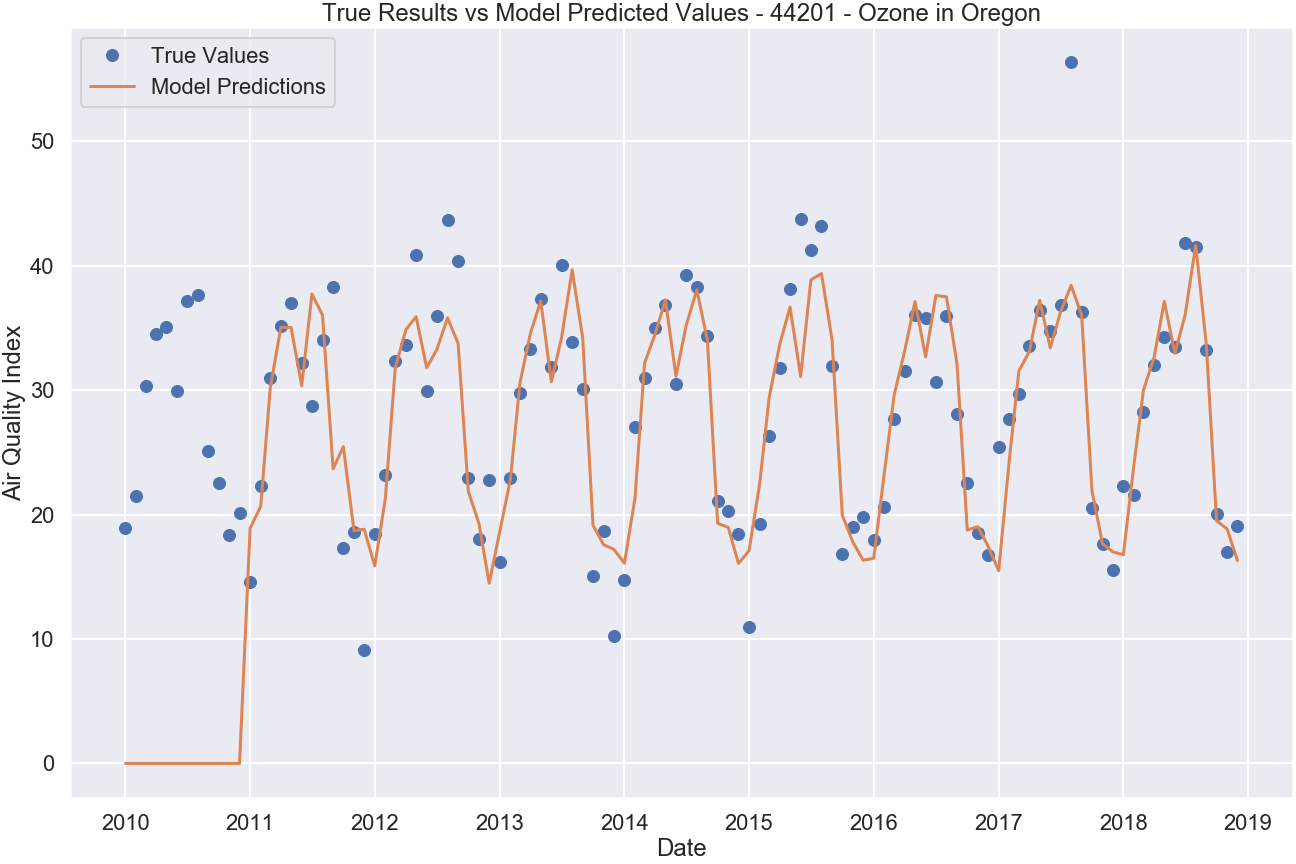 True Results vs Model Predicted Values - 44201 - Ozone in Oregon
True Values
Model Predictions
Air Quality Index
50
40
30
20
10
0
2010 2011 2012 2013 2014 2015 2016 2017 2018 2019
Date